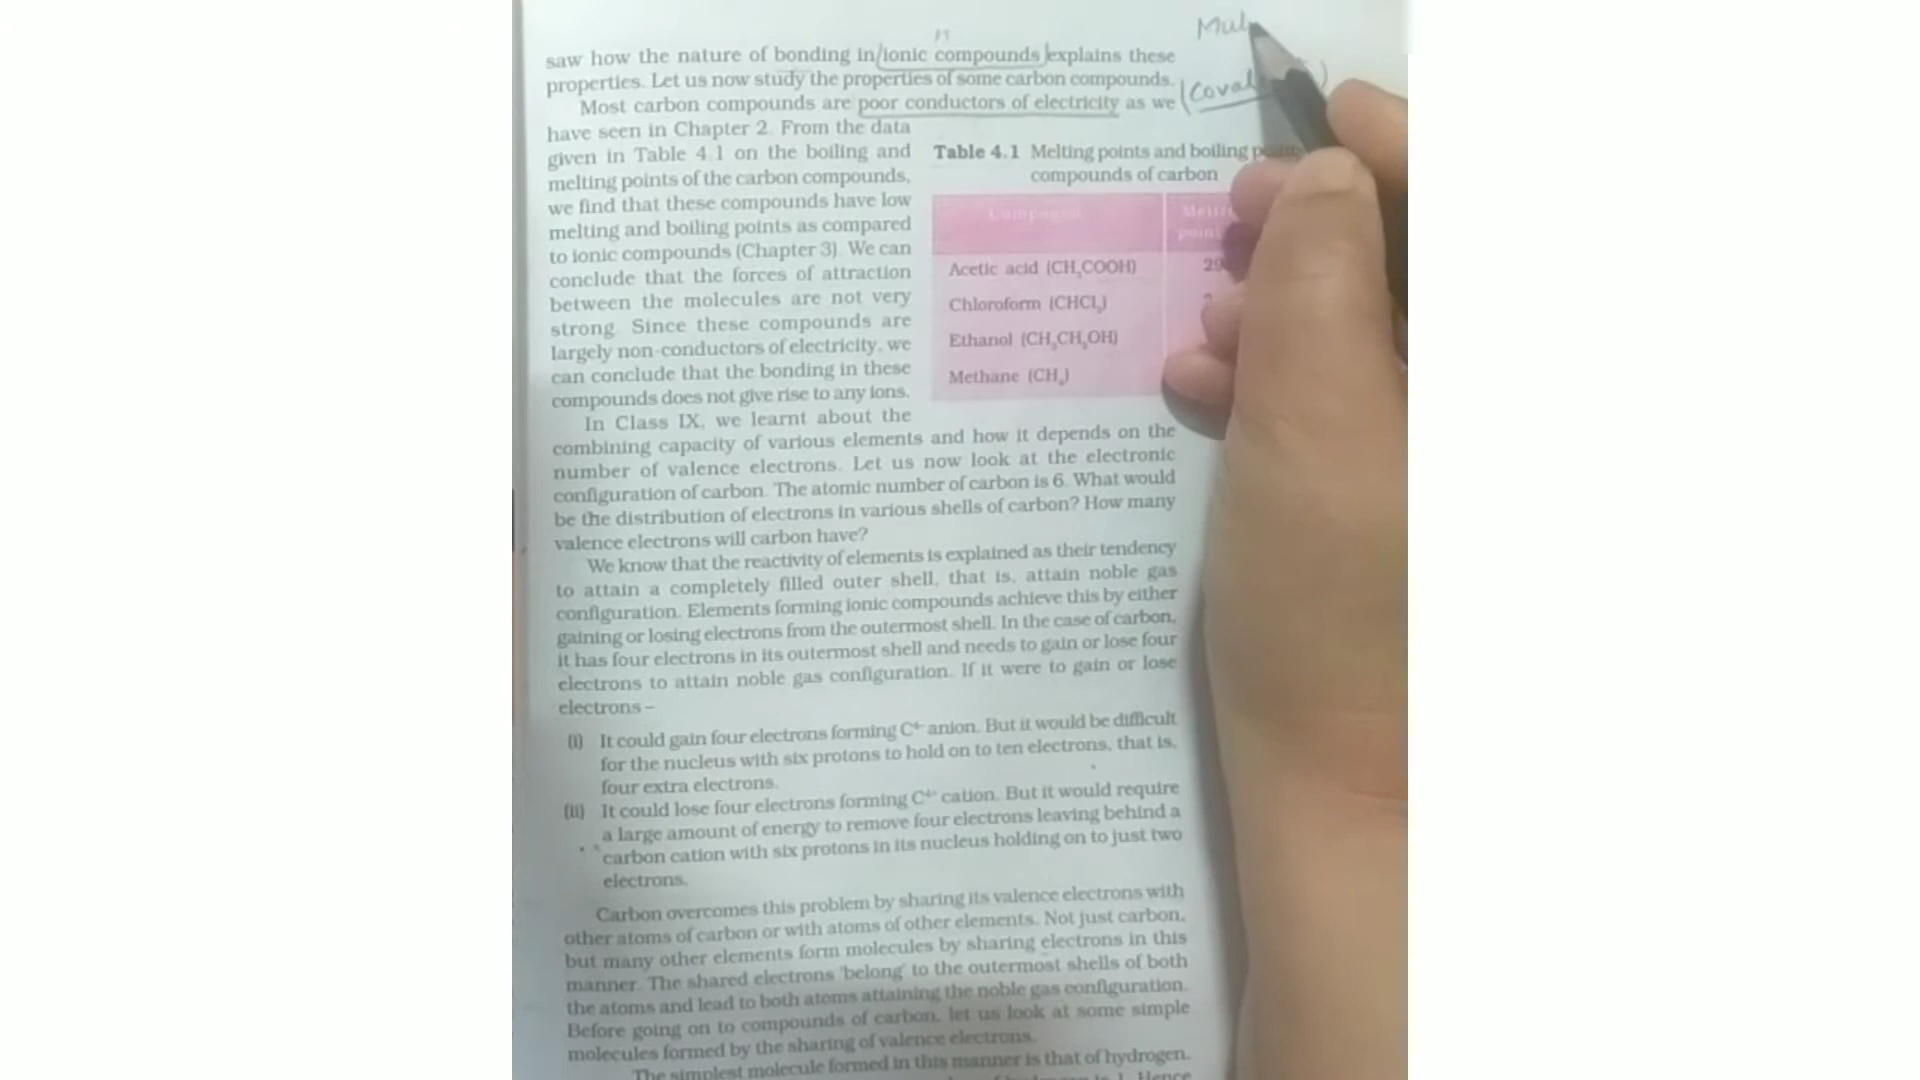 Mul
saw how the nature of bonding in ionic compounds explains these
properties. Let us now study the properties of some carbon compounds.
Most carbon compounds are poor conductors of electricity as we
(Coval
have seen in Chapter 2. From the data
given in Table 4.1 on the boiling and
melting points of the carbon compounds,
we find that these compounds have low
melting and boiling points as compared
to ionic compounds (Chapter 3). We can
conclude that the forces of attraction
between the molecules are not very
strong. Since these compounds are
largely non-conductors of electricity, we
can conclude that the bonding in these
compounds does not give rise to any ions.
Table 4.1 Melting points and boiling
compounds of carbon
Compound
Acetic acid (CH₃COOH)
Chloroform (CHCl₃)
Ethanol (CH₃CH₂OH)
Methane (CH₄)
In Class IX, we learnt about the
combining capacity of various elements and how it depends on the
number of valence electrons. Let us now look at the electronic
configuration of carbon. The atomic number of carbon is 6. What would
be the distribution of electrons in various shells of carbon? How many
valence electrons will carbon have?
We know that the reactivity of elements is explained as their tendency
to attain a completely filled outer shell, that is, attain noble gas
configuration. Elements forming ionic compounds achieve this by either
gaining or losing electrons from the outermost shell. In the case of carbon,
it has four electrons in its outermost shell and needs to gain or lose four
electrons to attain noble gas configuration. If it were to gain or lose
electrons –
(i) It could gain four electrons forming C⁴⁻ anion. But it would be difficult
for the nucleus with six protons to hold on to ten electrons, that is,
four extra electrons.
(ii) It could lose four electrons forming C⁴⁺ cation. But it would require
a large amount of energy to remove four electrons leaving behind a
carbon cation with six protons in its nucleus holding on to just two
electrons.
Carbon overcomes this problem by sharing its valence electrons with
other atoms of carbon or with atoms of other elements. Not just carbon,
but many other elements form molecules by sharing electrons in this
manner. The shared electrons 'belong' to the outermost shells of both
the atoms and lead to both atoms attaining the noble gas configuration.
Before going on to compounds of carbon, let us look at some simple
molecules formed by the sharing of valence electrons.
The simplest molecule formed in this manner is that of hydrogen.
Hence